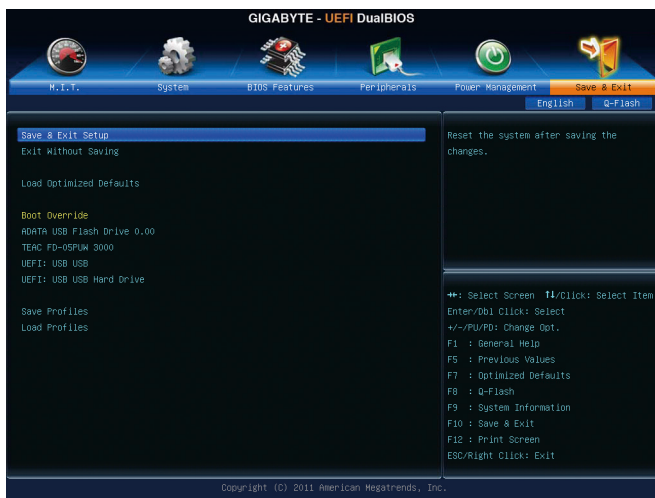 GIGABYTE - UEFI DualBIOS
M.I.T. System BIOS Features Peripherals Power Management Save & Exit
English Q-Flash
Save & Exit Setup
Exit Without Saving
Load Optimized Defaults
Boot Override
ADATA USB Flash Drive 0.00
TEAC FD-05PUW 3000
UEFI: USB USB
UEFI: USB USB Hard Drive
Save Profiles
Load Profiles
Reset the system after saving the
changes.
→←: Select Screen ↑↓/Click: Select Item
Enter/Dbl Click: Select
+/-/PU/PD: Change Opt.
F1 : General Help
F5 : Previous Values
F7 : Optimized Defaults
F8 : Q-Flash
F9 : System Information
F10 : Save & Exit
F12 : Print Screen
ESC/Right Click: Exit
Copyright (C) 2011 American Megatrends, Inc.